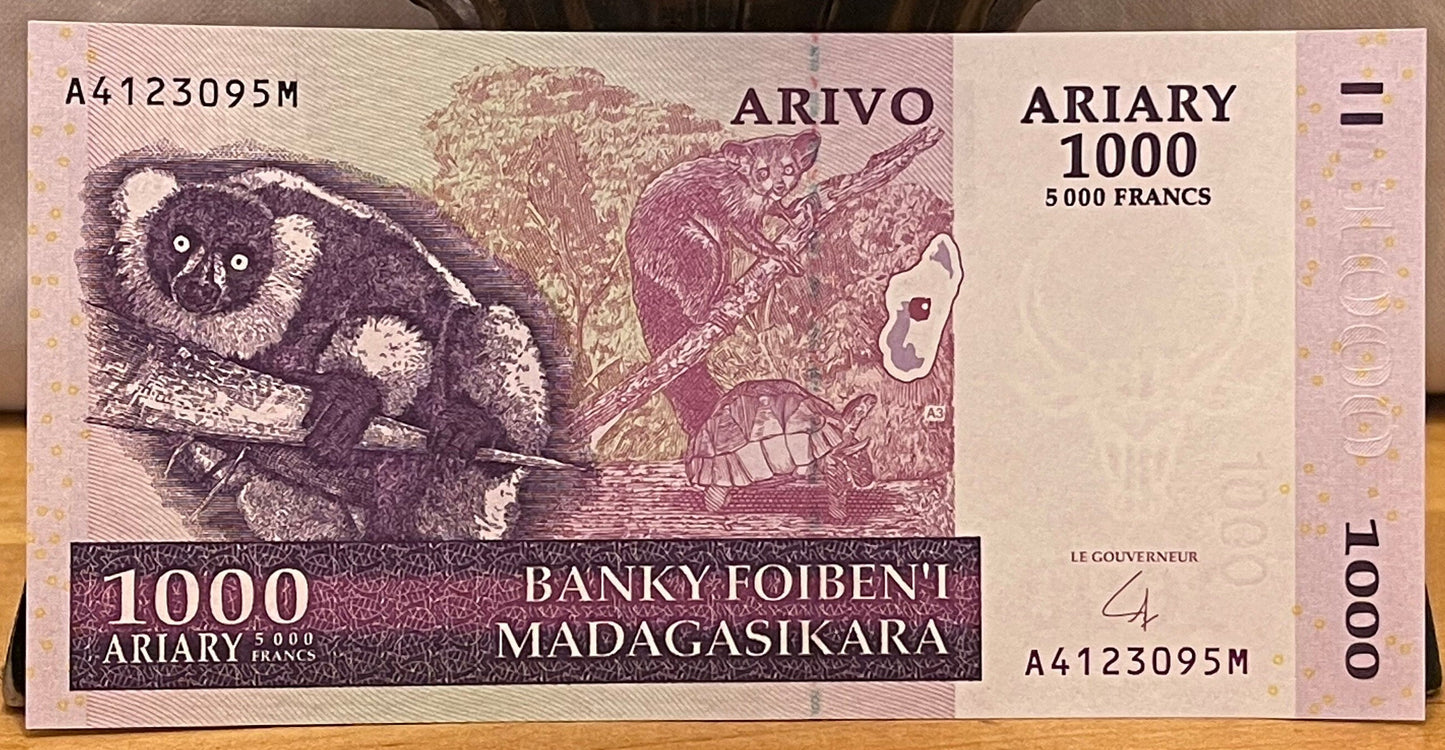 A4123095M
ARIVO
ARIARY
1000
5 000 FRANCS
A3
1000
LE GOUVERNEUR
A4123095M
1000
1000
ARIARY 5 000
FRANCS
BANKY FOIBEN'I
MADAGASIKARA